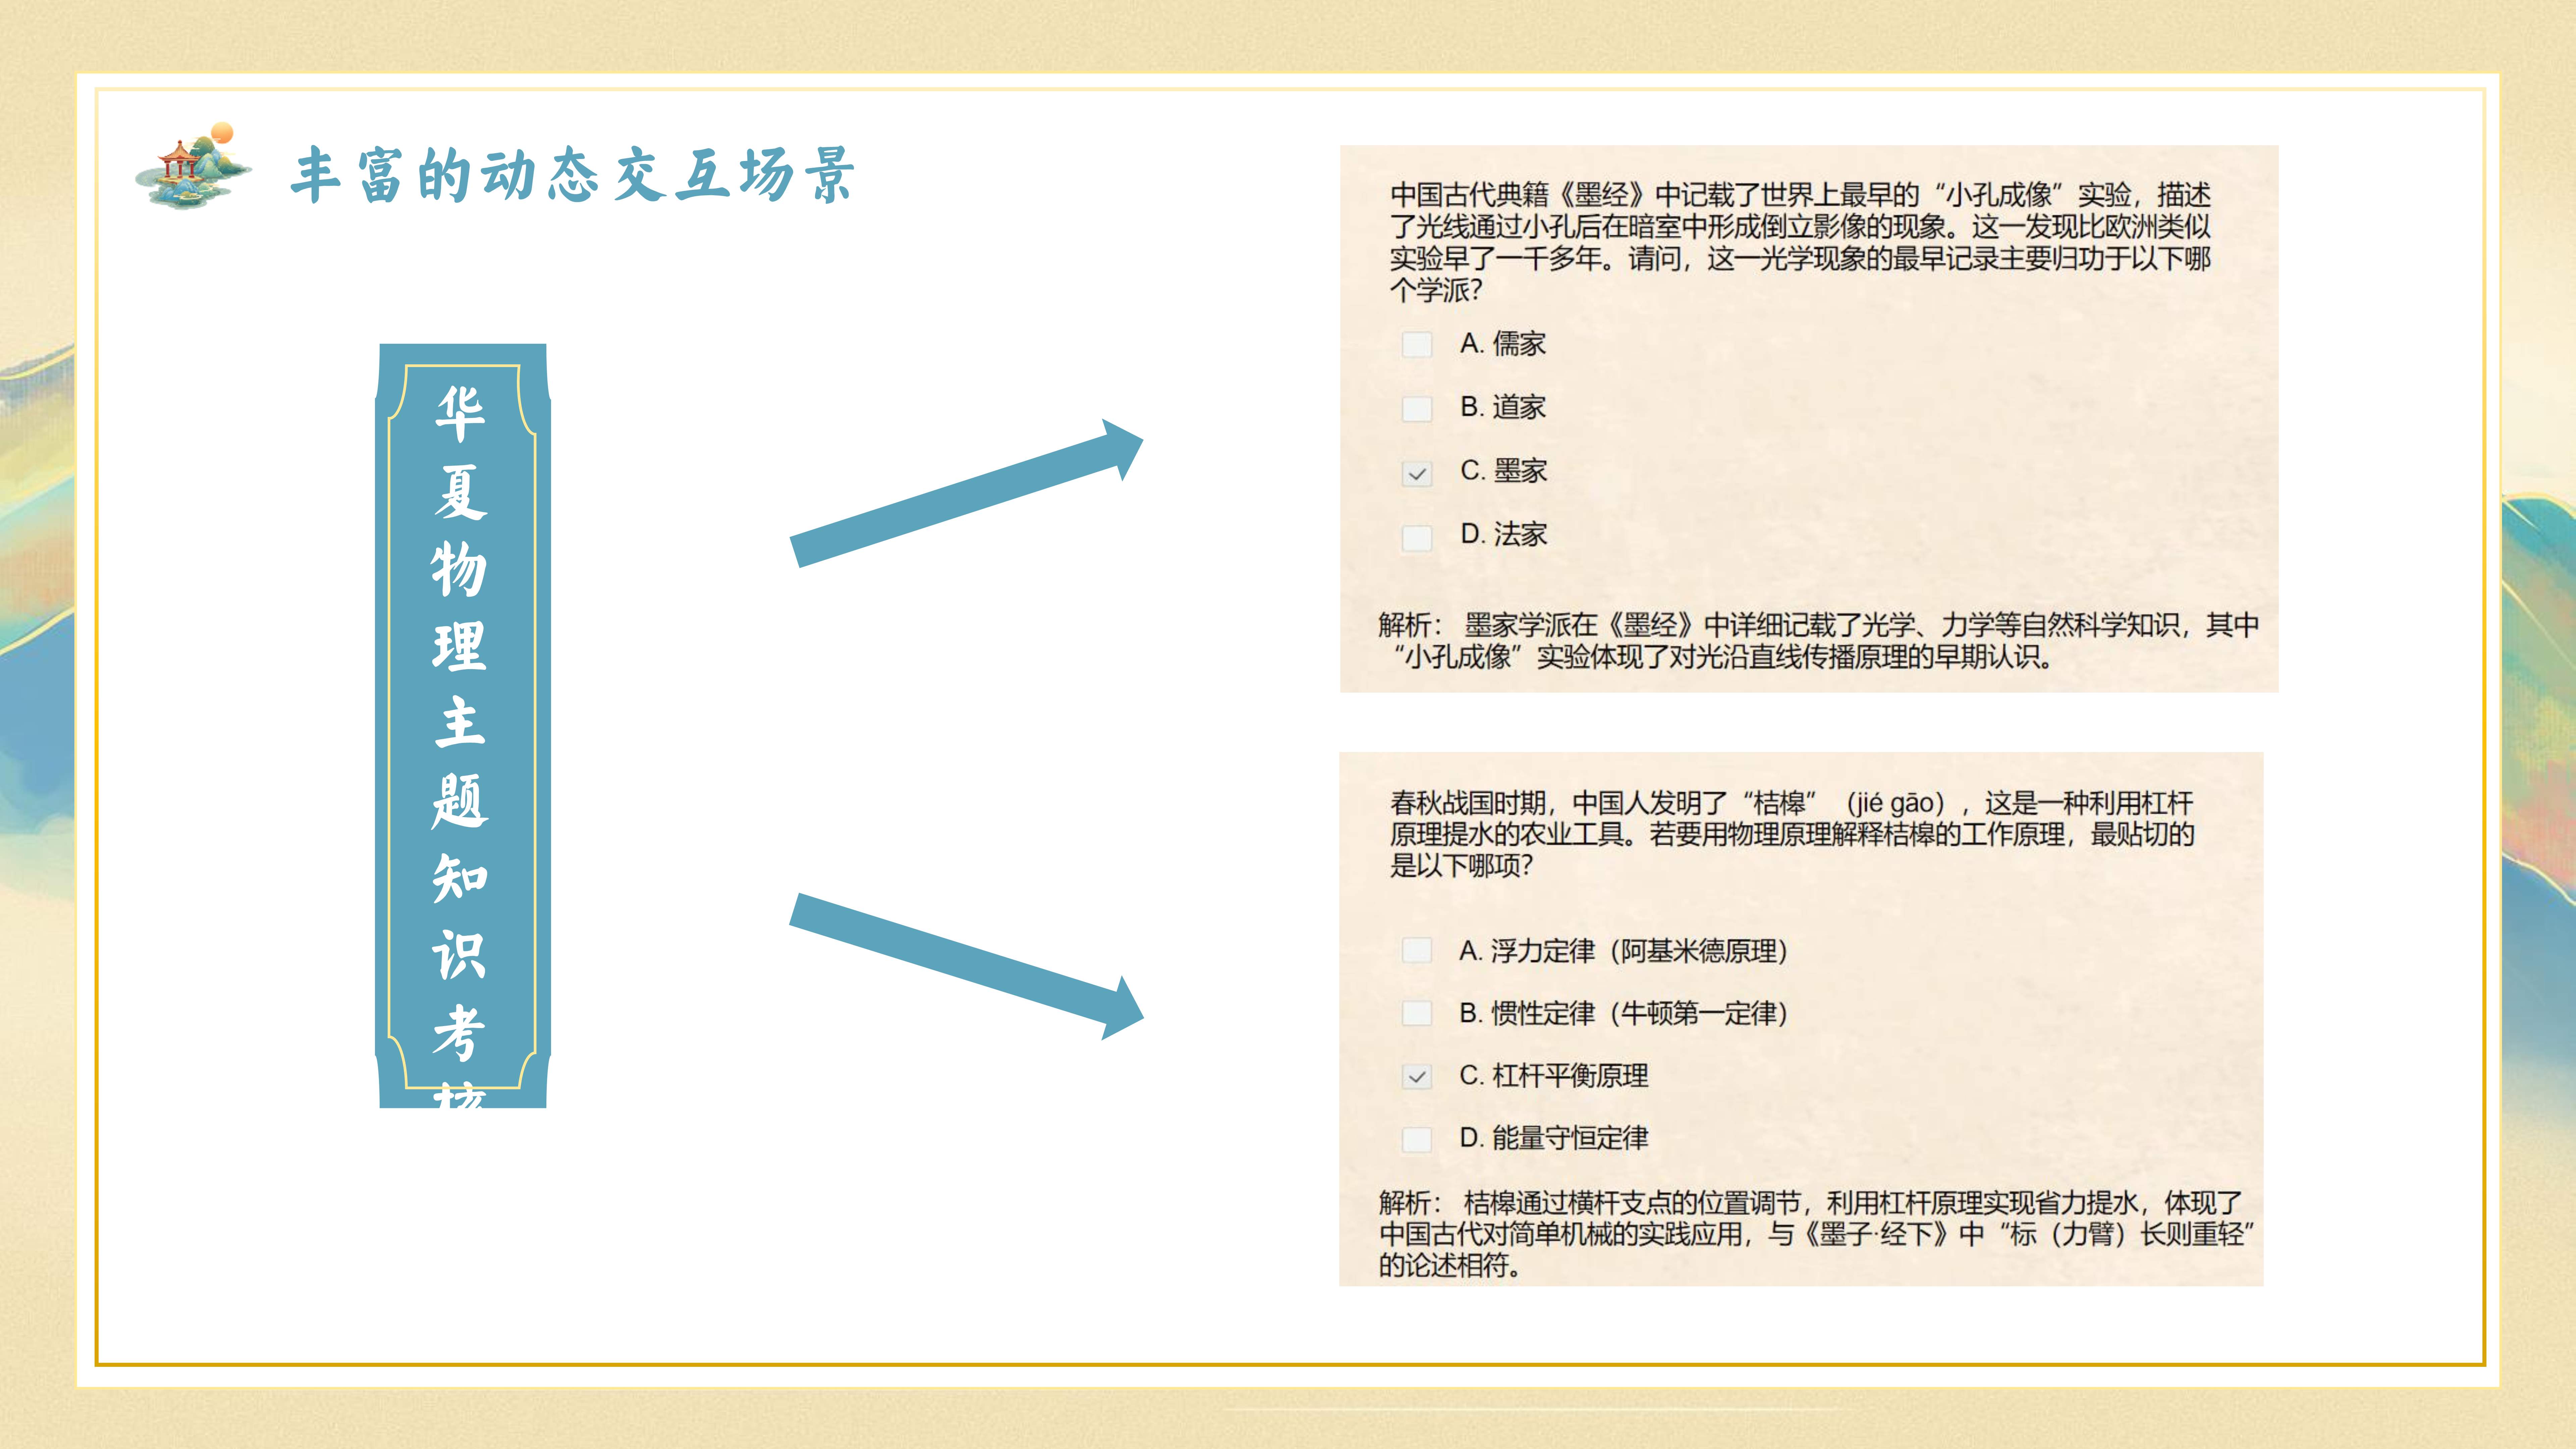 丰富的动态交互场景
华夏物理主题知识考核
中国古代典籍《墨经》中记载了世界上最早的“小孔成像”实验，描述
了光线通过小孔后在暗室中形成倒立影像的现象。这一发现比欧洲类似
实验早了一千多年。请问，这一光学现象的最早记录主要归功于以下哪
个学派？
A. 儒家
B. 道家
C. 墨家
D. 法家
解析： 墨家学派在《墨经》中详细记载了光学、力学等自然科学知识，其中
“小孔成像”实验体现了对光沿直线传播原理的早期认识。
春秋战国时期，中国人发明了“桔槔”（jié gāo），这是一种利用杠杆
原理提水的农业工具。若要用物理原理解释桔槔的工作原理，最贴切的
是以下哪项？
A. 浮力定律（阿基米德原理）
B. 惯性定律（牛顿第一定律）
C. 杠杆平衡原理
D. 能量守恒定律
解析： 桔槔通过横杆支点的位置调节，利用杠杆原理实现省力提水，体现了
中国古代对简单机械的实践应用，与《墨子·经下》中“标（力臂）长则重轻”
的论述相符。